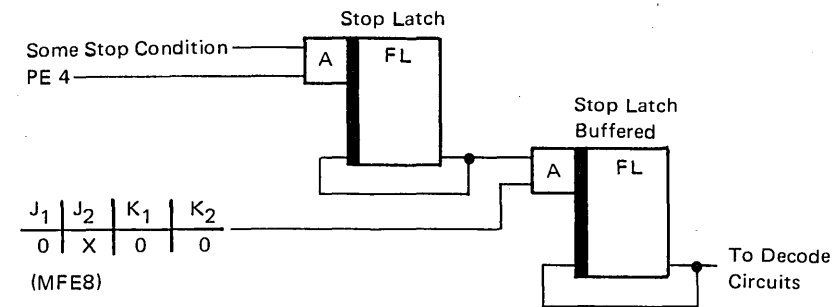 Stop Latch
Some Stop Condition
PE 4
A
FL
Stop Latch
Buffered
A
FL
J1 J2 K1 K2
0 X 0 0
(MFE8)
To Decode
Circuits